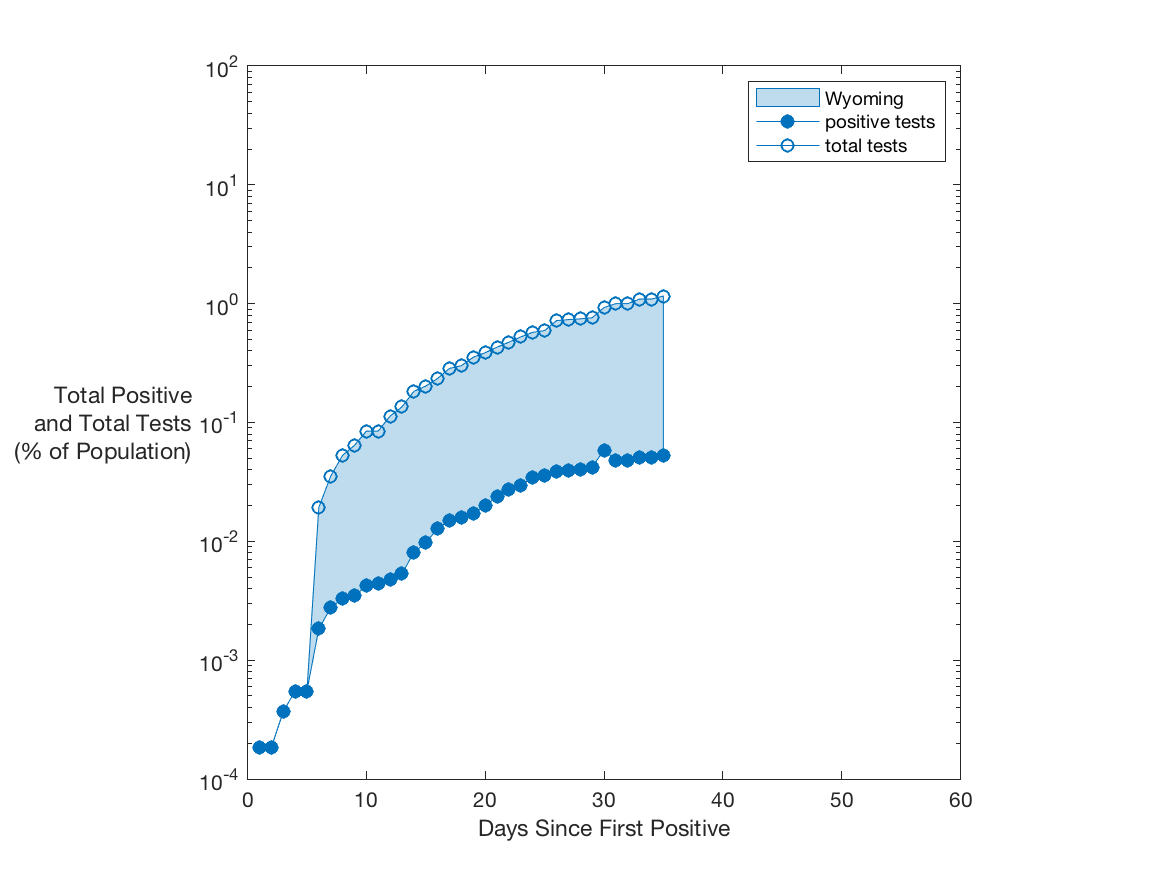 10^2
10^1
10^0
10^-1
10^-2
10^-3
10^-4
Total Positive
and Total Tests
(% of Population)
Wyoming
positive tests
total tests
0 10 20 30 40 50 60
Days Since First Positive